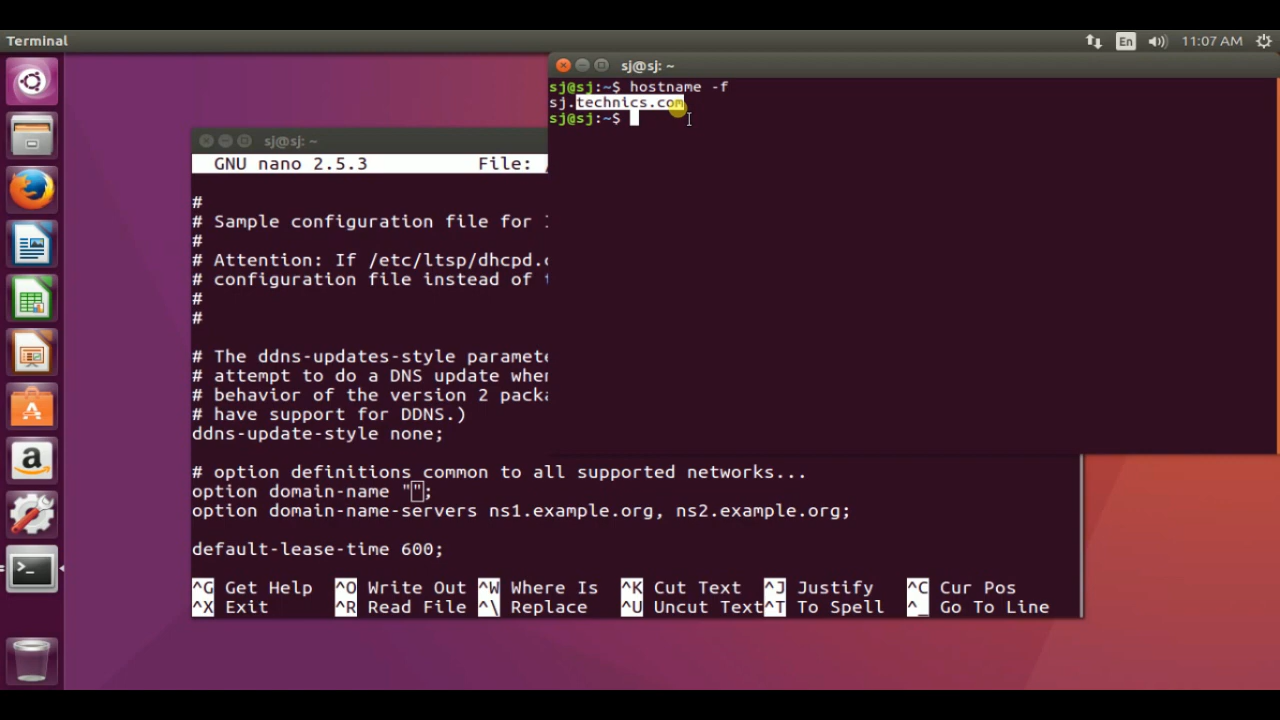 Terminal
En
11:07 AM
sj@sj: ~
sj@sj:~$ hostname -f
sj.technics.com
sj@sj:~$
sj@sj: ~
GNU nano 2.5.3 File:
#
# Sample configuration file for
#
# Attention: If /etc/ltsp/dhcpd.
# configuration file instead of
#
#
# The ddns-updates-style
# attempt to do a DNS update
# behavior of the version 2
# have support for DDNS.)
ddns-update-style none;
# option definitions common to all supported networks...
option domain-name "";
option domain-name-servers ns1.example.org, ns2.example.org;
default-lease-time 600;
^G Get Help ^O Write Out ^W Where Is ^K Cut Text ^J Justify ^C Cur Pos
^X Exit ^R Read File ^\ Replace ^U Uncut Text ^T To Spell ^_ Go To Line